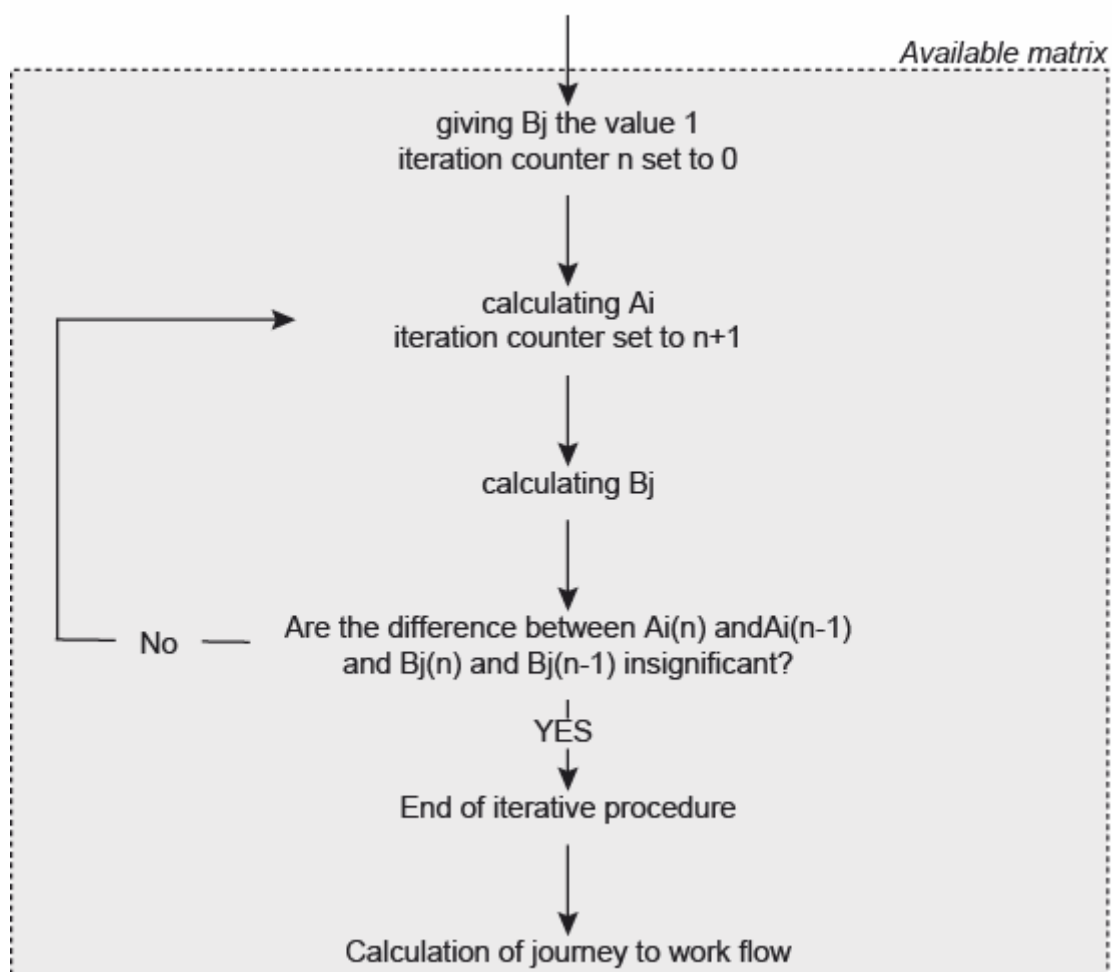 Available matrix
giving Bj the value 1
iteration counter n set to 0
calculating Ai
iteration counter set to n+1
calculating Bj
Are the difference between Ai(n) andAi(n-1)
and Bj(n) and Bj(n-1) insignificant?
No
YES
End of iterative procedure
Calculation of journey to work flow